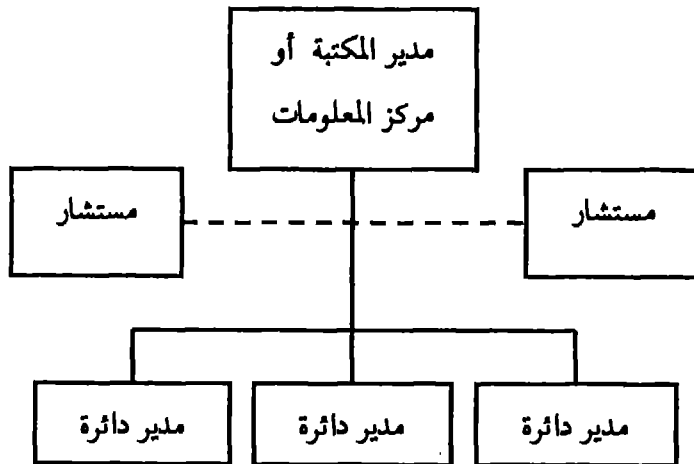 مدير المكتبة أو
مركز المعلومات
مستشار
مستشار
مدير دائرة
مدير دائرة
مدير دائرة